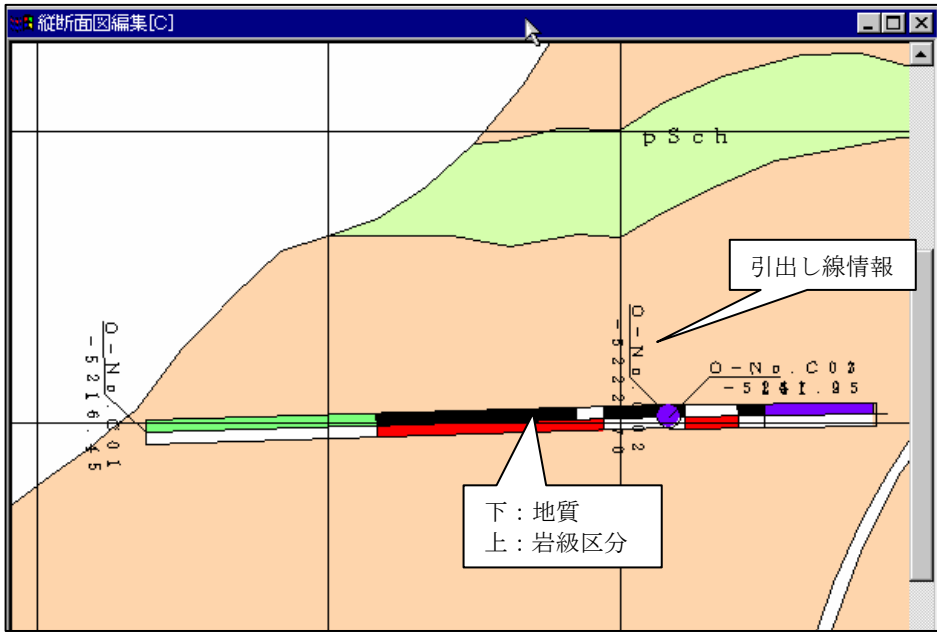 縦断面図編集[C]
pSch
引出し線情報
O-No.C01
-5216.45
O-No.C02
O-No.C03
下：地質
上：岩級区分